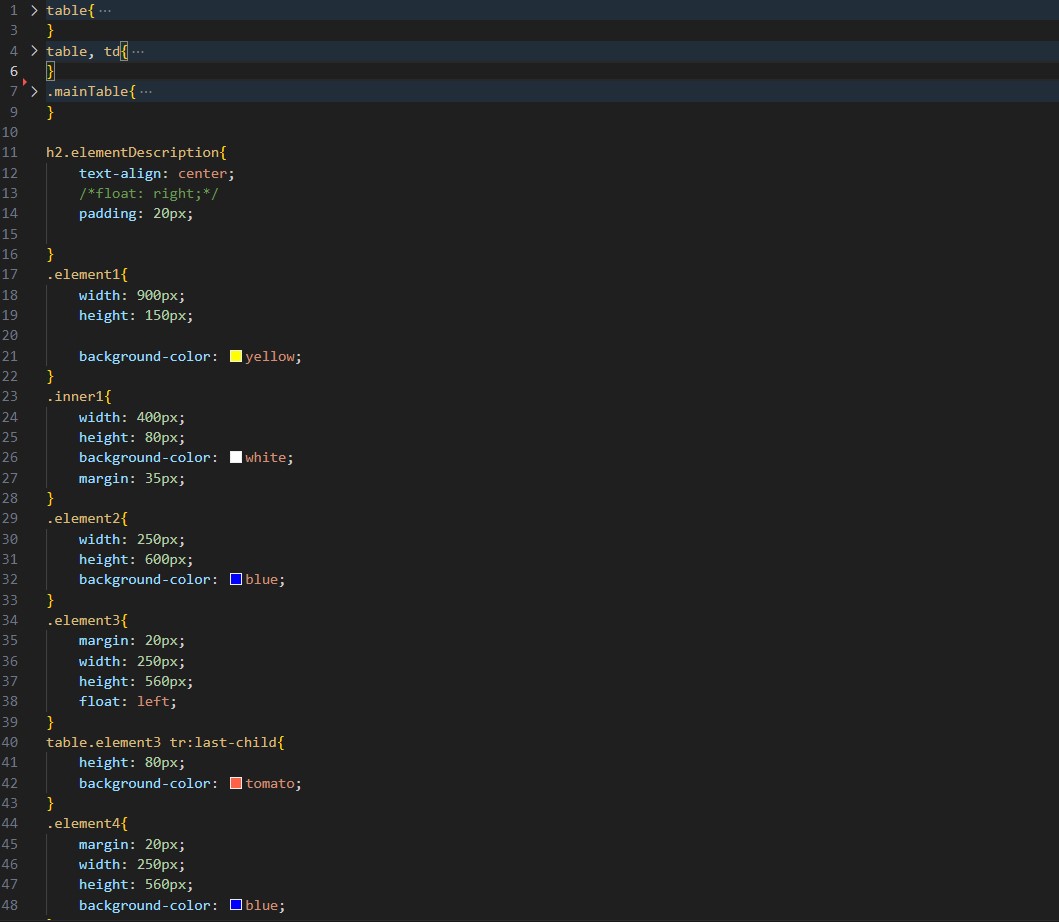 1 > table{ ···
3 }
4 > table, td{ ···
6 }
7 > .mainTable{ ···
9 }
10
11 h2.elementDescription{
12     text-align: center;
13     /*float: right;*/
14     padding: 20px;
15
16 }
17 .element1{
18     width: 900px;
19     height: 150px;
20
21     background-color: yellow;
22 }
23 .inner1{
24     width: 400px;
25     height: 80px;
26     background-color: white;
27     margin: 35px;
28 }
29 .element2{
30     width: 250px;
31     height: 600px;
32     background-color: blue;
33 }
34 .element3{
35     margin: 20px;
36     width: 250px;
37     height: 560px;
38     float: left;
39 }
40 table.element3 tr:last-child{
41     height: 80px;
42     background-color: tomato;
43 }
44 .element4{
45     margin: 20px;
46     width: 250px;
47     height: 560px;
48     background-color: blue;